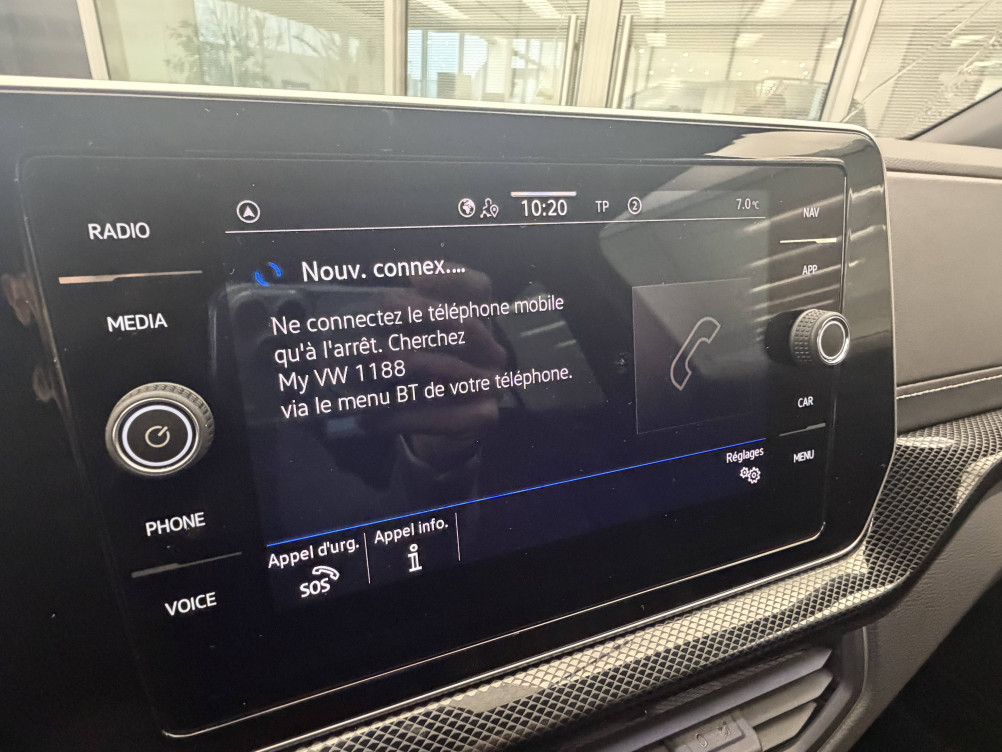 RADIO
MEDIA
PHONE
VOICE
10:20
TP
2
7.0°C
Nouv. connex....
Ne connectez le téléphone mobile
qu'à l'arrêt. Cherchez
My VW 1188
via le menu BT de votre téléphone.
Réglages
Appel d'urg.
SOS
Appel info.
i
NAV
APP
CAR
MENU